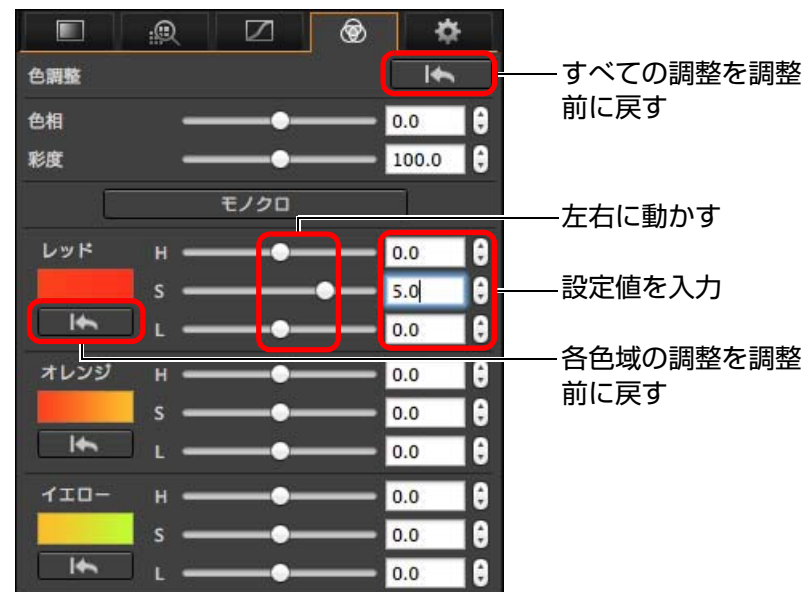 色調整
すべての調整を調整
前に戻す
色相 0.0
彩度 100.0
モノクロ
左右に動かす
レッド H 0.0
S 5.0
設定値を入力
L 0.0
各色域の調整を調整
前に戻す
オレンジ H 0.0
S 0.0
L 0.0
イエロー H 0.0
S 0.0
L 0.0